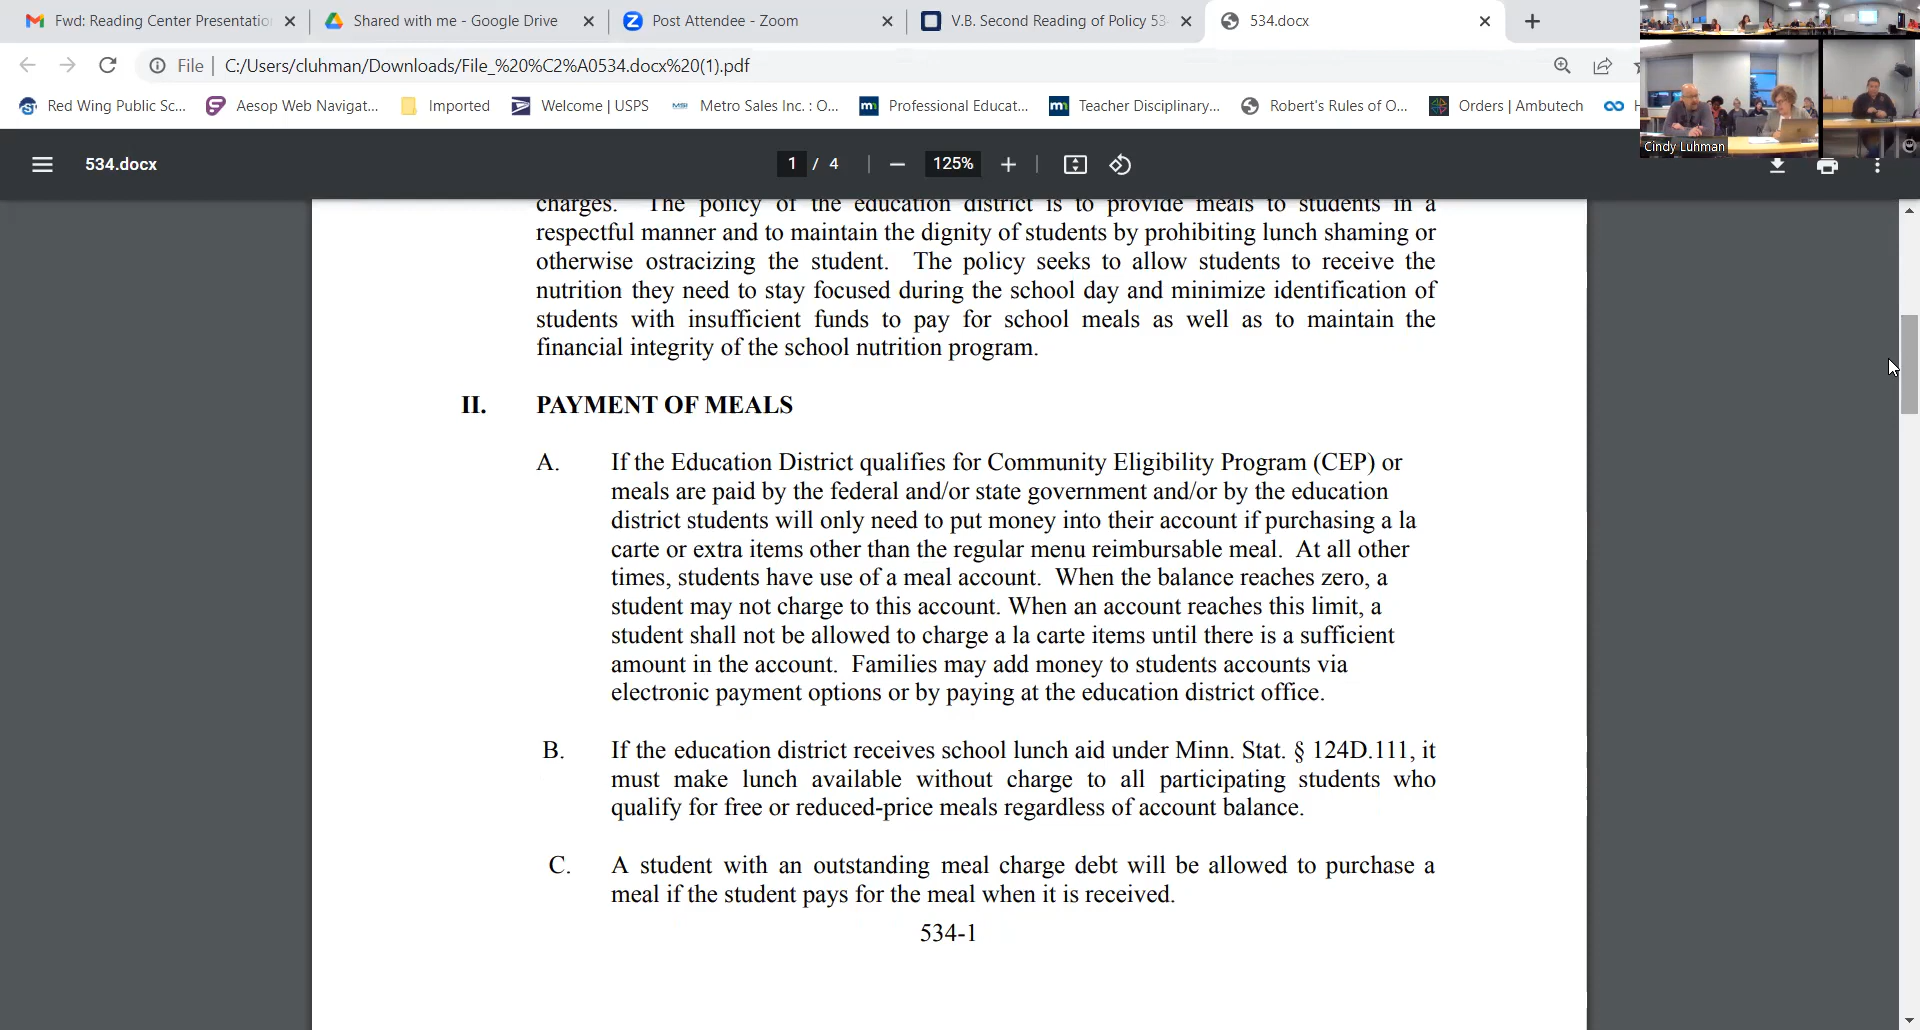 Fwd: Reading Center Presentatio
Shared with me - Google Drive
Post Attendee - Zoom
V.B. Second Reading of Policy 53
534.docx
File
C:/Users/cluhman/Downloads/File_%20%C2%A0534.docx%20(1).pdf
Red Wing Public Sc...
Aesop Web Navigat...
Imported
Welcome | USPS
Metro Sales Inc. : O...
Professional Educat...
Teacher Disciplinary...
Robert's Rules of O...
Orders | Ambutech
Cindy Luhman
534.docx
1 / 4
125%
charges. The policy of the education district is to provide meals to students in a
respectful manner and to maintain the dignity of students by prohibiting lunch shaming or
otherwise ostracizing the student. The policy seeks to allow students to receive the
nutrition they need to stay focused during the school day and minimize identification of
students with insufficient funds to pay for school meals as well as to maintain the
financial integrity of the school nutrition program.
II. PAYMENT OF MEALS
A. If the Education District qualifies for Community Eligibility Program (CEP) or
meals are paid by the federal and/or state government and/or by the education
district students will only need to put money into their account if purchasing a la
carte or extra items other than the regular menu reimbursable meal. At all other
times, students have use of a meal account. When the balance reaches zero, a
student may not charge to this account. When an account reaches this limit, a
student shall not be allowed to charge a la carte items until there is a sufficient
amount in the account. Families may add money to students accounts via
electronic payment options or by paying at the education district office.
B. If the education district receives school lunch aid under Minn. Stat. § 124D.111, it
must make lunch available without charge to all participating students who
qualify for free or reduced-price meals regardless of account balance.
C. A student with an outstanding meal charge debt will be allowed to purchase a
meal if the student pays for the meal when it is received.
534-1